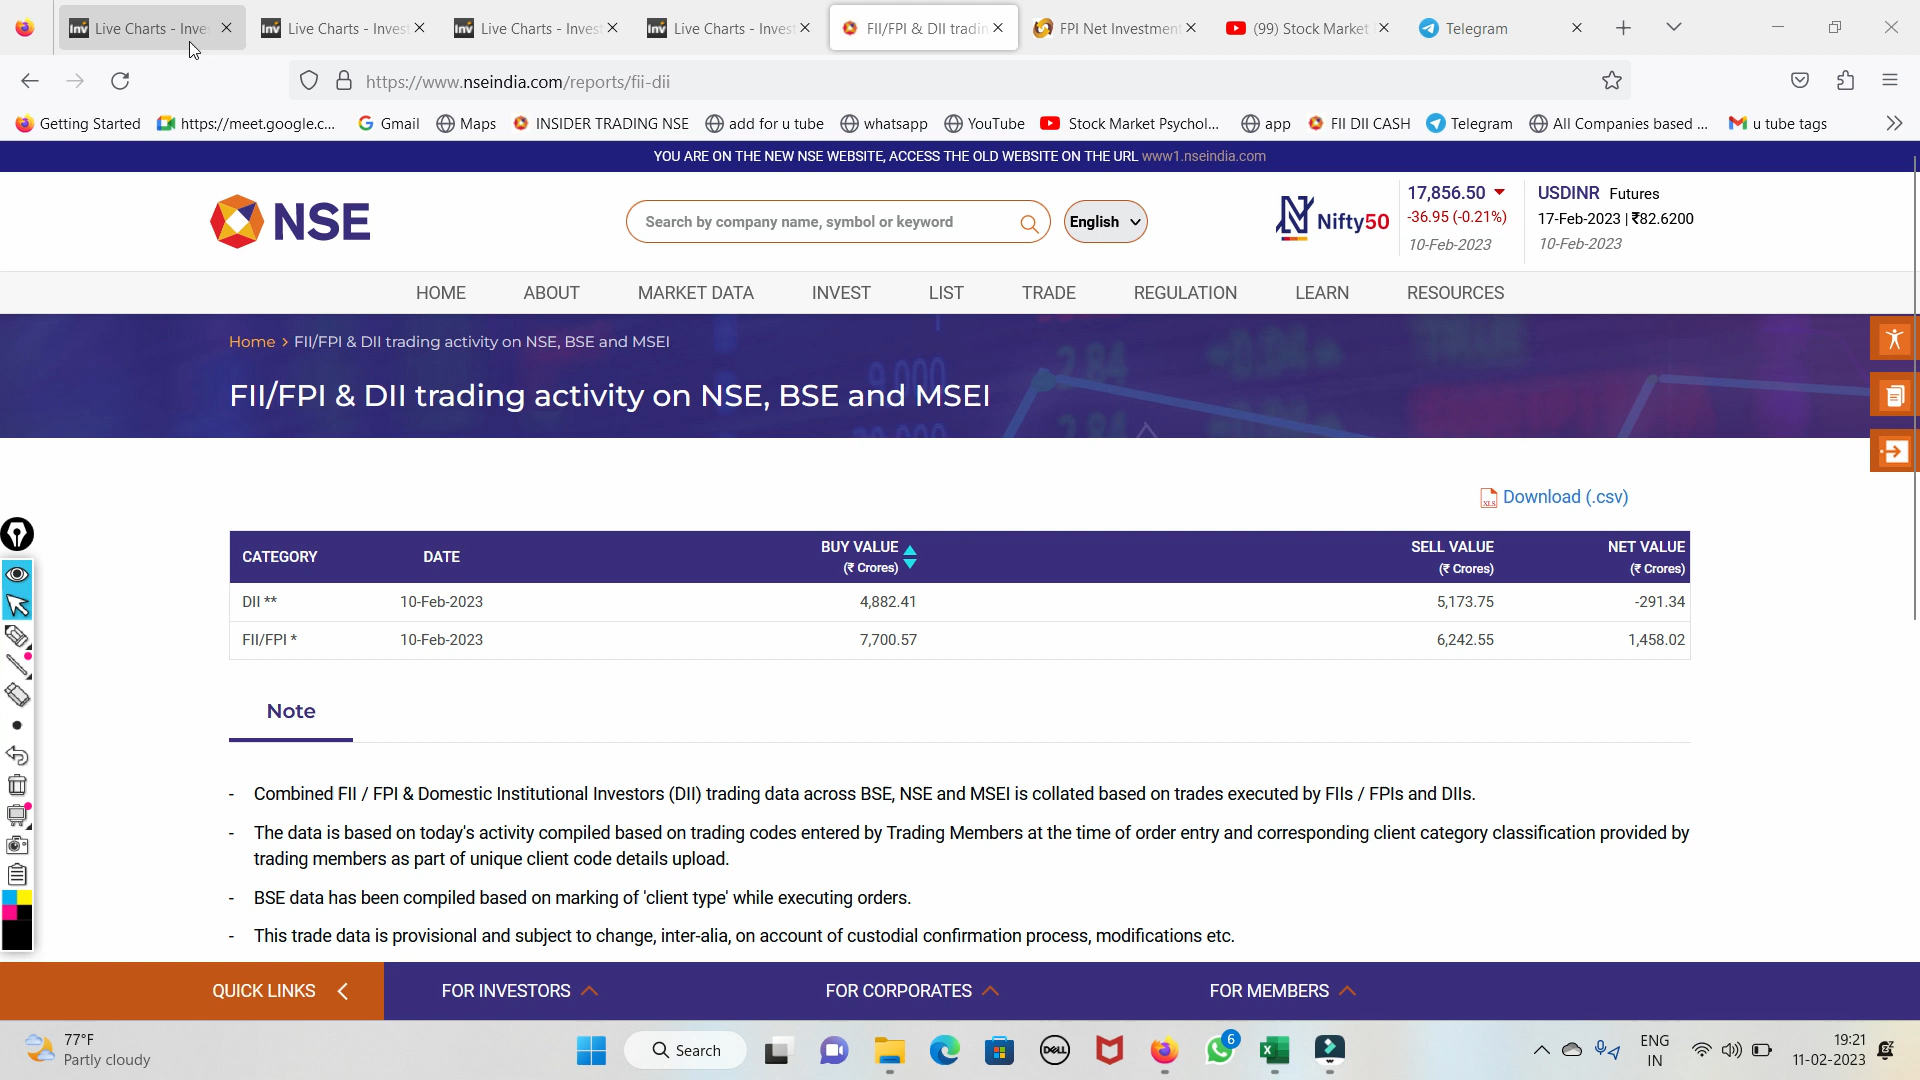 Live Charts - Inve
Live Charts - Invest
Live Charts - Invest
Live Charts - Invest
FII/FPI & DII tradin
FPI Net Investment
(99) Stock Market
Telegram
https://www.nseindia.com/reports/fii-dii
Getting Started
https://meet.google.c...
Gmail
Maps
INSIDER TRADING NSE
add for u tube
whatsapp
YouTube
Stock Market Psychol...
app
FII DII CASH
Telegram
All Companies based ...
u tube tags
YOU ARE ON THE NEW NSE WEBSITE, ACCESS THE OLD WEBSITE ON THE URL www1.nseindia.com
NSE
Search by company name, symbol or keyword
English
Nifty50
17,856.50
-36.95 (-0.21%)
10-Feb-2023
USDINR Futures
17-Feb-2023 | ₹82.6200
10-Feb-2023
HOME ABOUT MARKET DATA INVEST LIST TRADE REGULATION LEARN RESOURCES
Home > FII/FPI & DII trading activity on NSE, BSE and MSEI
FII/FPI & DII trading activity on NSE, BSE and MSEI
Download (.csv)
CATEGORY DATE BUY VALUE (₹ Crores) SELL VALUE (₹ Crores) NET VALUE (₹ Crores)
DII ** 10-Feb-2023 4,882.41 5,173.75 -291.34
FII/FPI * 10-Feb-2023 7,700.57 6,242.55 1,458.02
Note
- Combined FII / FPI & Domestic Institutional Investors (DII) trading data across BSE, NSE and MSEI is collated based on trades executed by FIIs / FPIs and DIIs.
- The data is based on today's activity compiled based on trading codes entered by Trading Members at the time of order entry and corresponding client category classification provided by
trading members as part of unique client code details upload.
- BSE data has been compiled based on marking of 'client type' while executing orders.
- This trade data is provisional and subject to change, inter-alia, on account of custodial confirmation process, modifications etc.
QUICK LINKS
FOR INVESTORS
FOR CORPORATES
FOR MEMBERS
77°F
Partly cloudy
Search
DELL
6
ENG
IN
19:21
11-02-2023